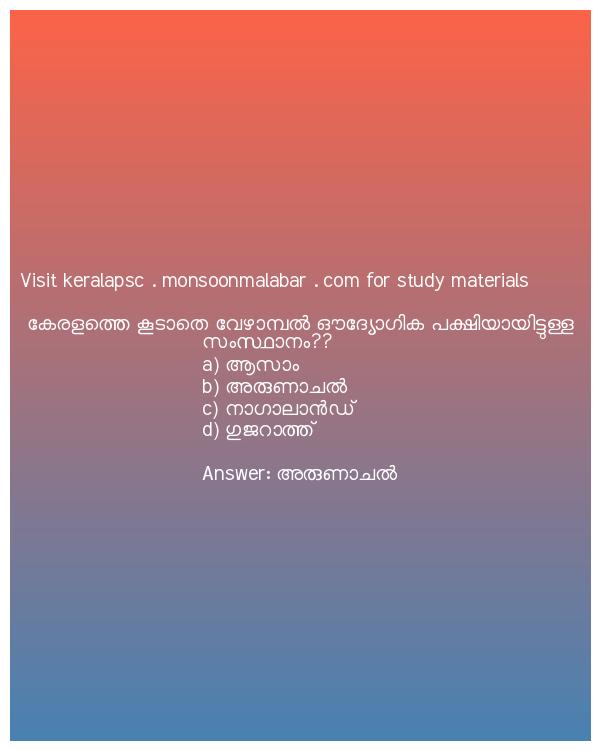 Visit keralapsc . monsoonmalabar . com for study materials
കേരളത്തെ കൂടാതെ വേഴാമ്പൽ ഔദ്യോഗിക പക്ഷിയായിട്ടുള്ള
സംസ്ഥാനം??
a) ആസാം
b) അരുണാചൽ
c) നാഗാലാൻഡ്
d) ഗുജറാത്ത്
Answer: അരുണാചൽ